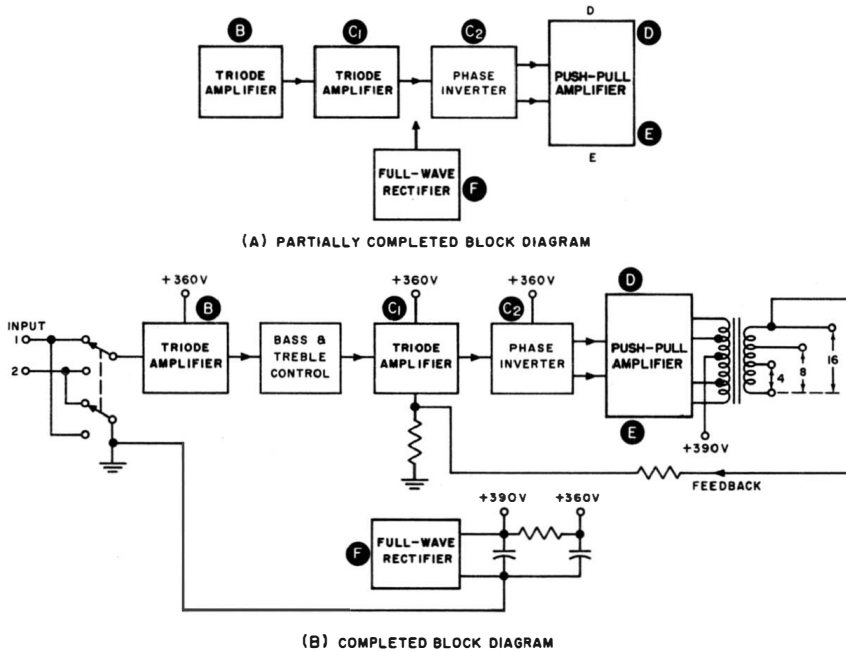 D
B
C1
C2
D
TRIODE
AMPLIFIER
TRIODE
AMPLIFIER
PHASE
INVERTER
PUSH-PULL
AMPLIFIER
E
E
FULL-WAVE
RECTIFIER
F
(A) PARTIALLY COMPLETED BLOCK DIAGRAM
+360V
B
+360V
C1
+360V
C2
D
INPUT
1
2
TRIODE
AMPLIFIER
BASS &
TREBLE
CONTROL
TRIODE
AMPLIFIER
PHASE
INVERTER
PUSH-PULL
AMPLIFIER
4
8
16
E
+390V
FEEDBACK
+390V
+360V
FULL-WAVE
RECTIFIER
F
(B) COMPLETED BLOCK DIAGRAM